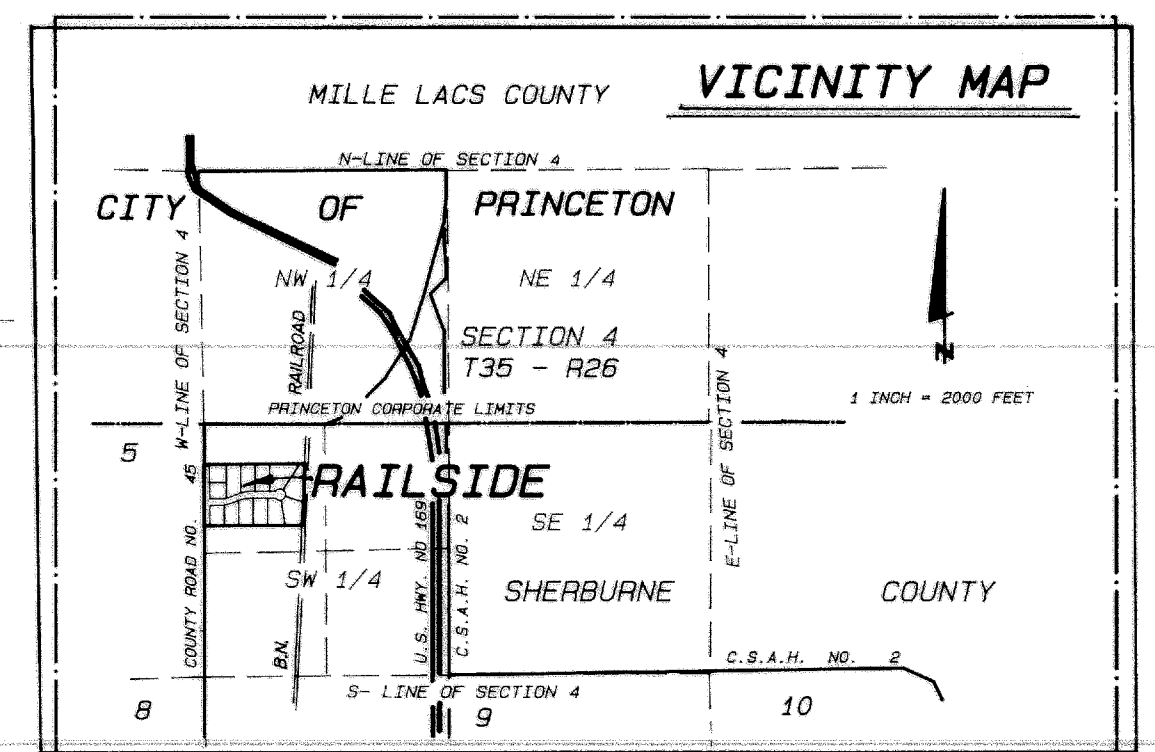 VICINITY MAP
MILLE LACS COUNTY
N-LINE OF SECTION 4
CITY OF PRINCETON
NW 1/4
NE 1/4
W-LINE OF SECTION 4
RAILROAD
SECTION 4
T35 - R26
E-LINE OF SECTION 4
N
1 INCH = 2000 FEET
PRINCETON CORPORATE LIMITS
5
COUNTY ROAD NO. 45
RAILSIDE
U.S. HWY. NO 169
C.S.A.H. NO. 2
SE 1/4
SW 1/4
SHERBURNE COUNTY
B.N.
C.S.A.H. NO. 2
S- LINE OF SECTION 4
8
9
10